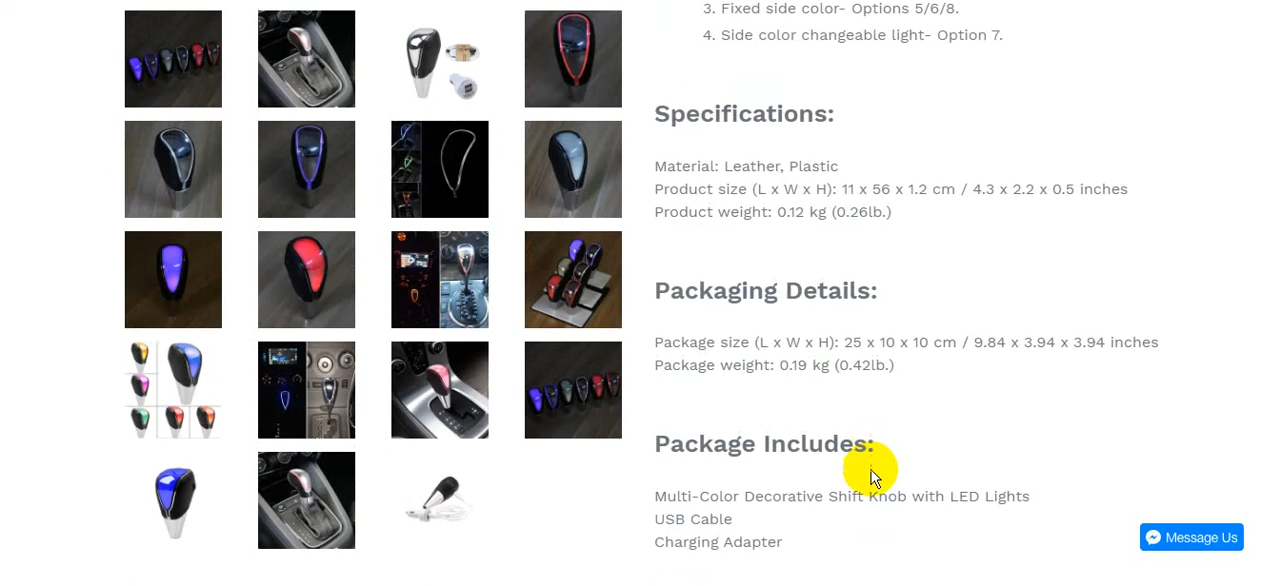 3. Fixed side color- Options 5/6/8.
4. Side color changeable light- Option 7.
Specifications:
Material: Leather, Plastic
Product size (L x W x H): 11 x 56 x 1.2 cm / 4.3 x 2.2 x 0.5 inches
Product weight: 0.12 kg (0.26lb.)
Packaging Details:
Package size (L x W x H): 25 x 10 x 10 cm / 9.84 x 3.94 x 3.94 inches
Package weight: 0.19 kg (0.42lb.)
Package Includes:
Multi-Color Decorative Shift Knob with LED Lights
USB Cable
Charging Adapter
Message Us